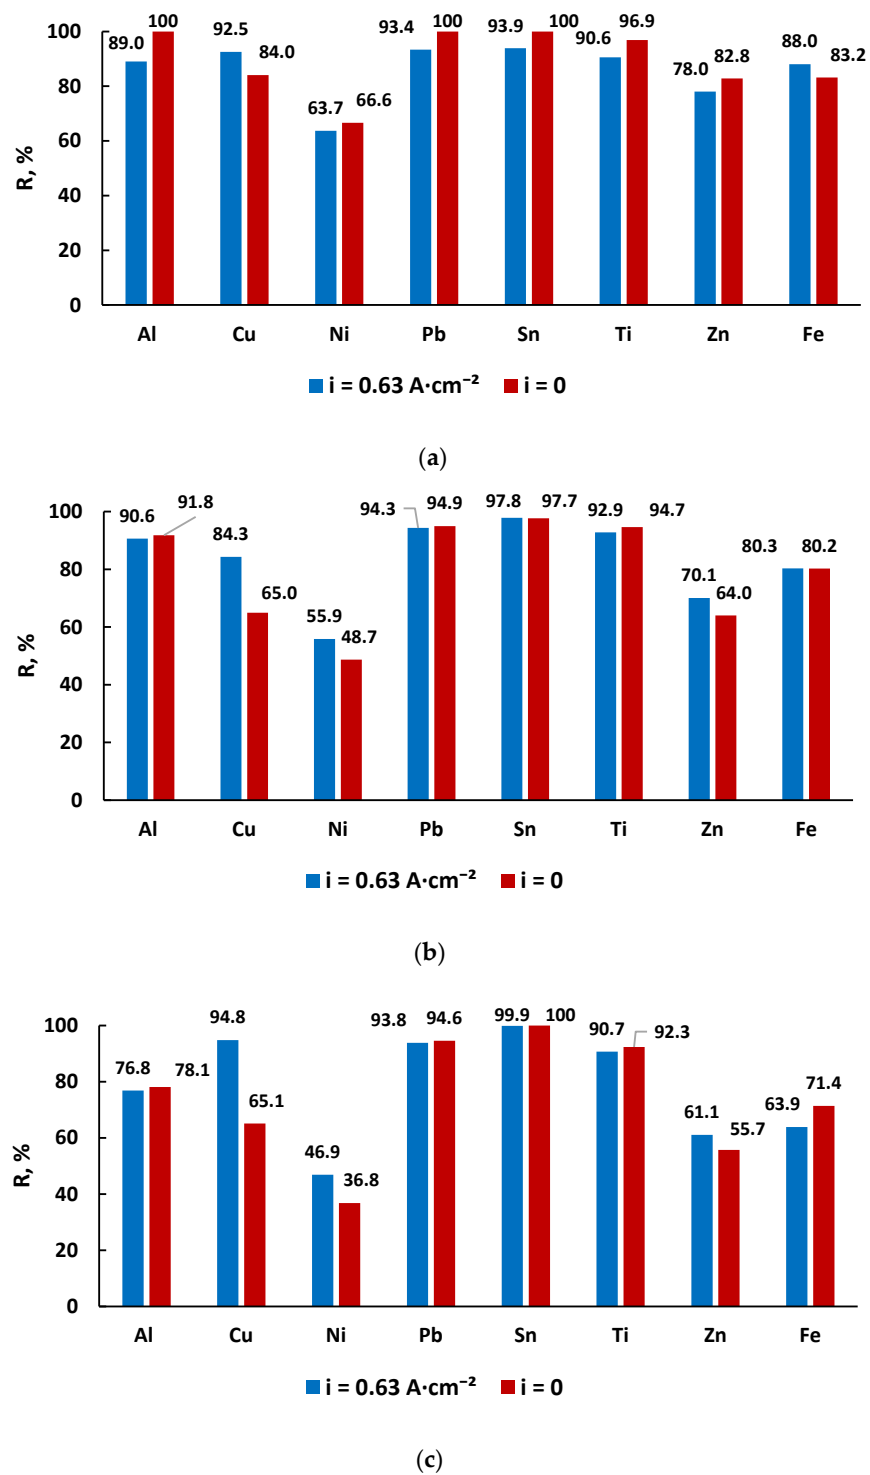 89.0 100 92.5 84.0 63.7 66.6 93.4 100 93.9 100 90.6 96.9 78.0 82.8 88.0 83.2
R, %
100
80
60
40
20
0
Al Cu Ni Pb Sn Ti Zn Fe
i = 0.63 A·cm⁻² i = 0
(a)
90.6 91.8 84.3 65.0 55.9 48.7 94.3 94.9 97.8 97.7 92.9 94.7 70.1 64.0 80.3 80.2
R, %
100
80
60
40
20
0
Al Cu Ni Pb Sn Ti Zn Fe
i = 0.63 A·cm⁻² i = 0
(b)
76.8 78.1 94.8 65.1 46.9 36.8 93.8 94.6 99.9 100 90.7 92.3 61.1 55.7 63.9 71.4
R, %
100
80
60
40
20
0
Al Cu Ni Pb Sn Ti Zn Fe
i = 0.63 A·cm⁻² i = 0
(c)